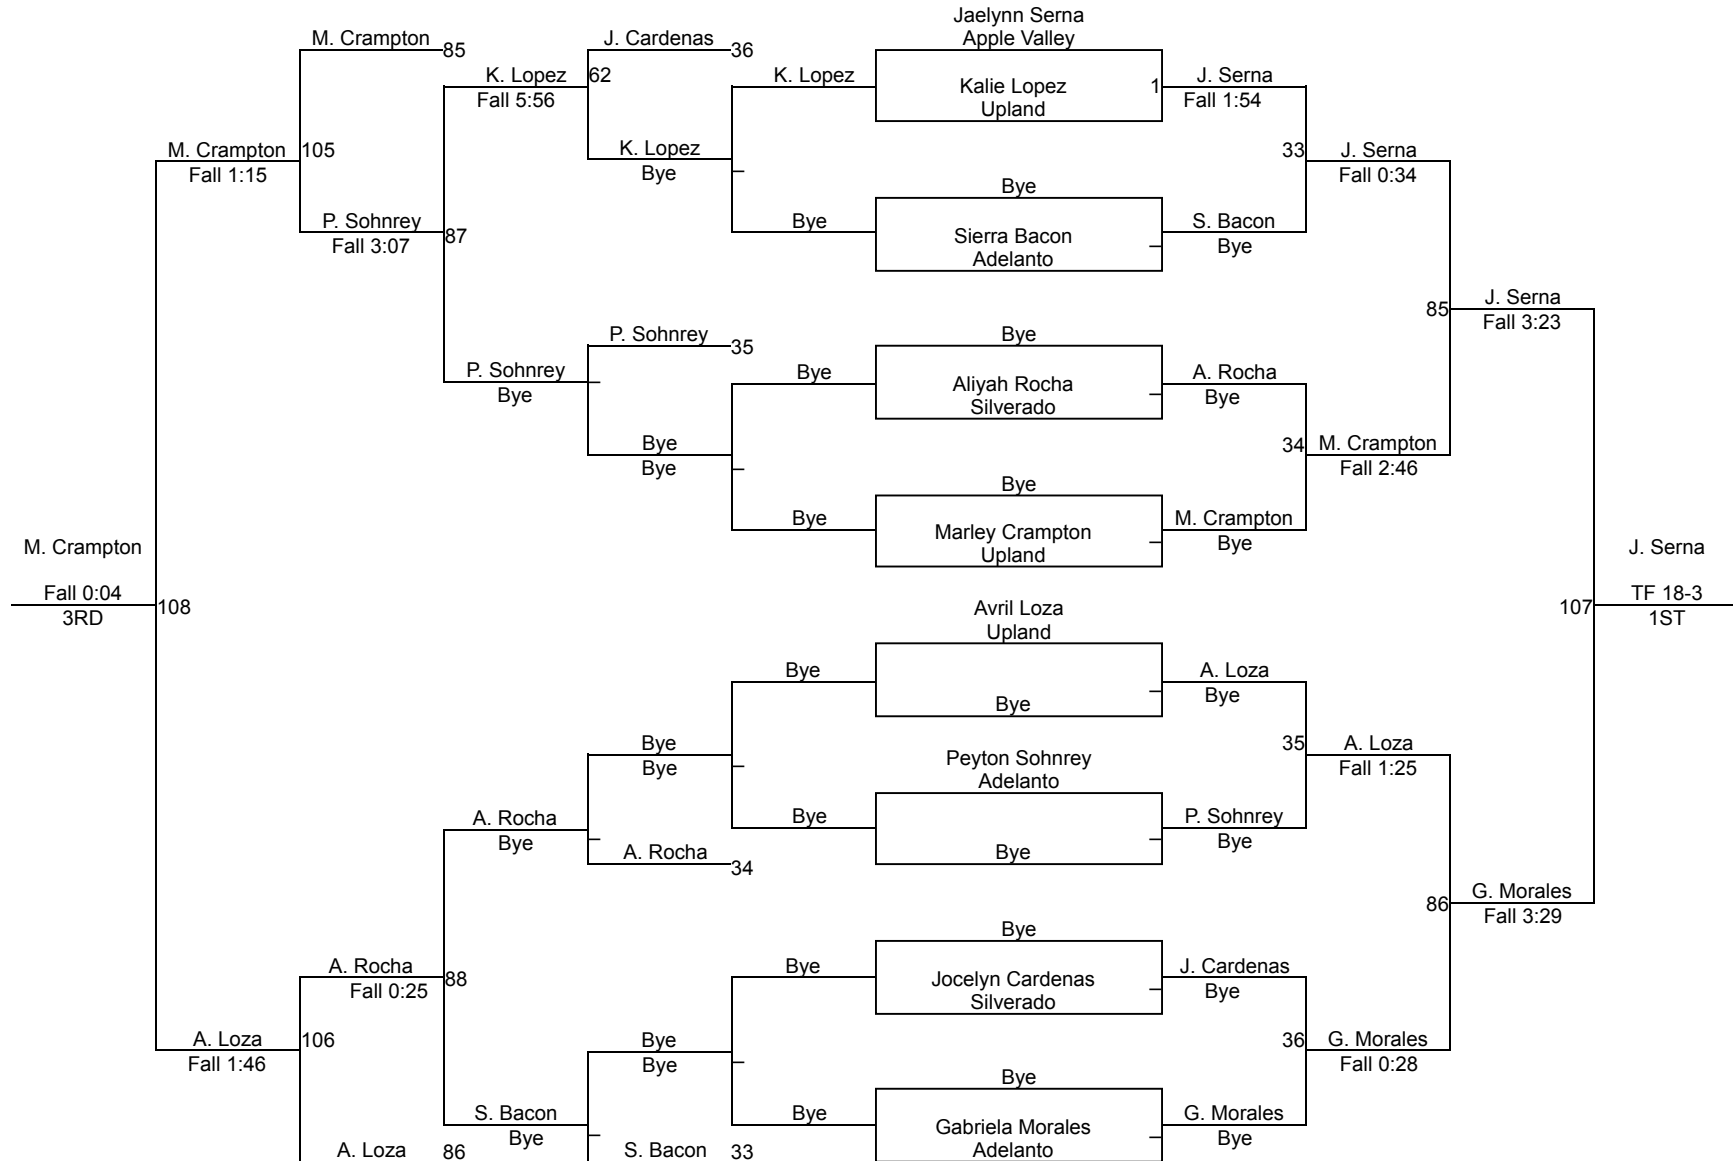 Jaelynn Serna
M. Crampton 85 J. Cardenas 36 Apple Valley
K. Lopez 62 K. Lopez Kalie Lopez 1 J. Serna
Fall 5:56 Upland Fall 1:54
M. Crampton 105 K. Lopez 33 J. Serna
Fall 1:15 Bye Fall 0:34
Bye
P. Sohnrey 87 Bye Sierra Bacon S. Bacon
Fall 3:07 Adelanto Bye
85 J. Serna
Fall 3:23
P. Sohnrey 35 Bye
P. Sohnrey Bye Aliyah Rocha A. Rocha
Bye Silverado Bye
Bye 34 M. Crampton
Bye Fall 2:46
Bye
Bye Marley Crampton M. Crampton
Upland Bye
M. Crampton J. Serna
Fall 0:04 108 107 TF 18-3
3RD 1ST
Avril Loza
Upland
Bye A. Loza
Bye Bye
Bye 35 A. Loza
Bye Fall 1:25
Peyton Sohnrey
Adelanto
A. Rocha Bye P. Sohnrey
Bye Bye Bye
A. Rocha 34
86 G. Morales
Fall 3:29
Bye
A. Rocha 88 Bye Jocelyn Cardenas J. Cardenas
Fall 0:25 Silverado Bye
A. Loza 106 Bye 36 G. Morales
Fall 1:46 Bye Fall 0:28
Bye
S. Bacon Bye Gabriela Morales G. Morales
Bye Adelanto Bye
A. Loza 86 S. Bacon 33